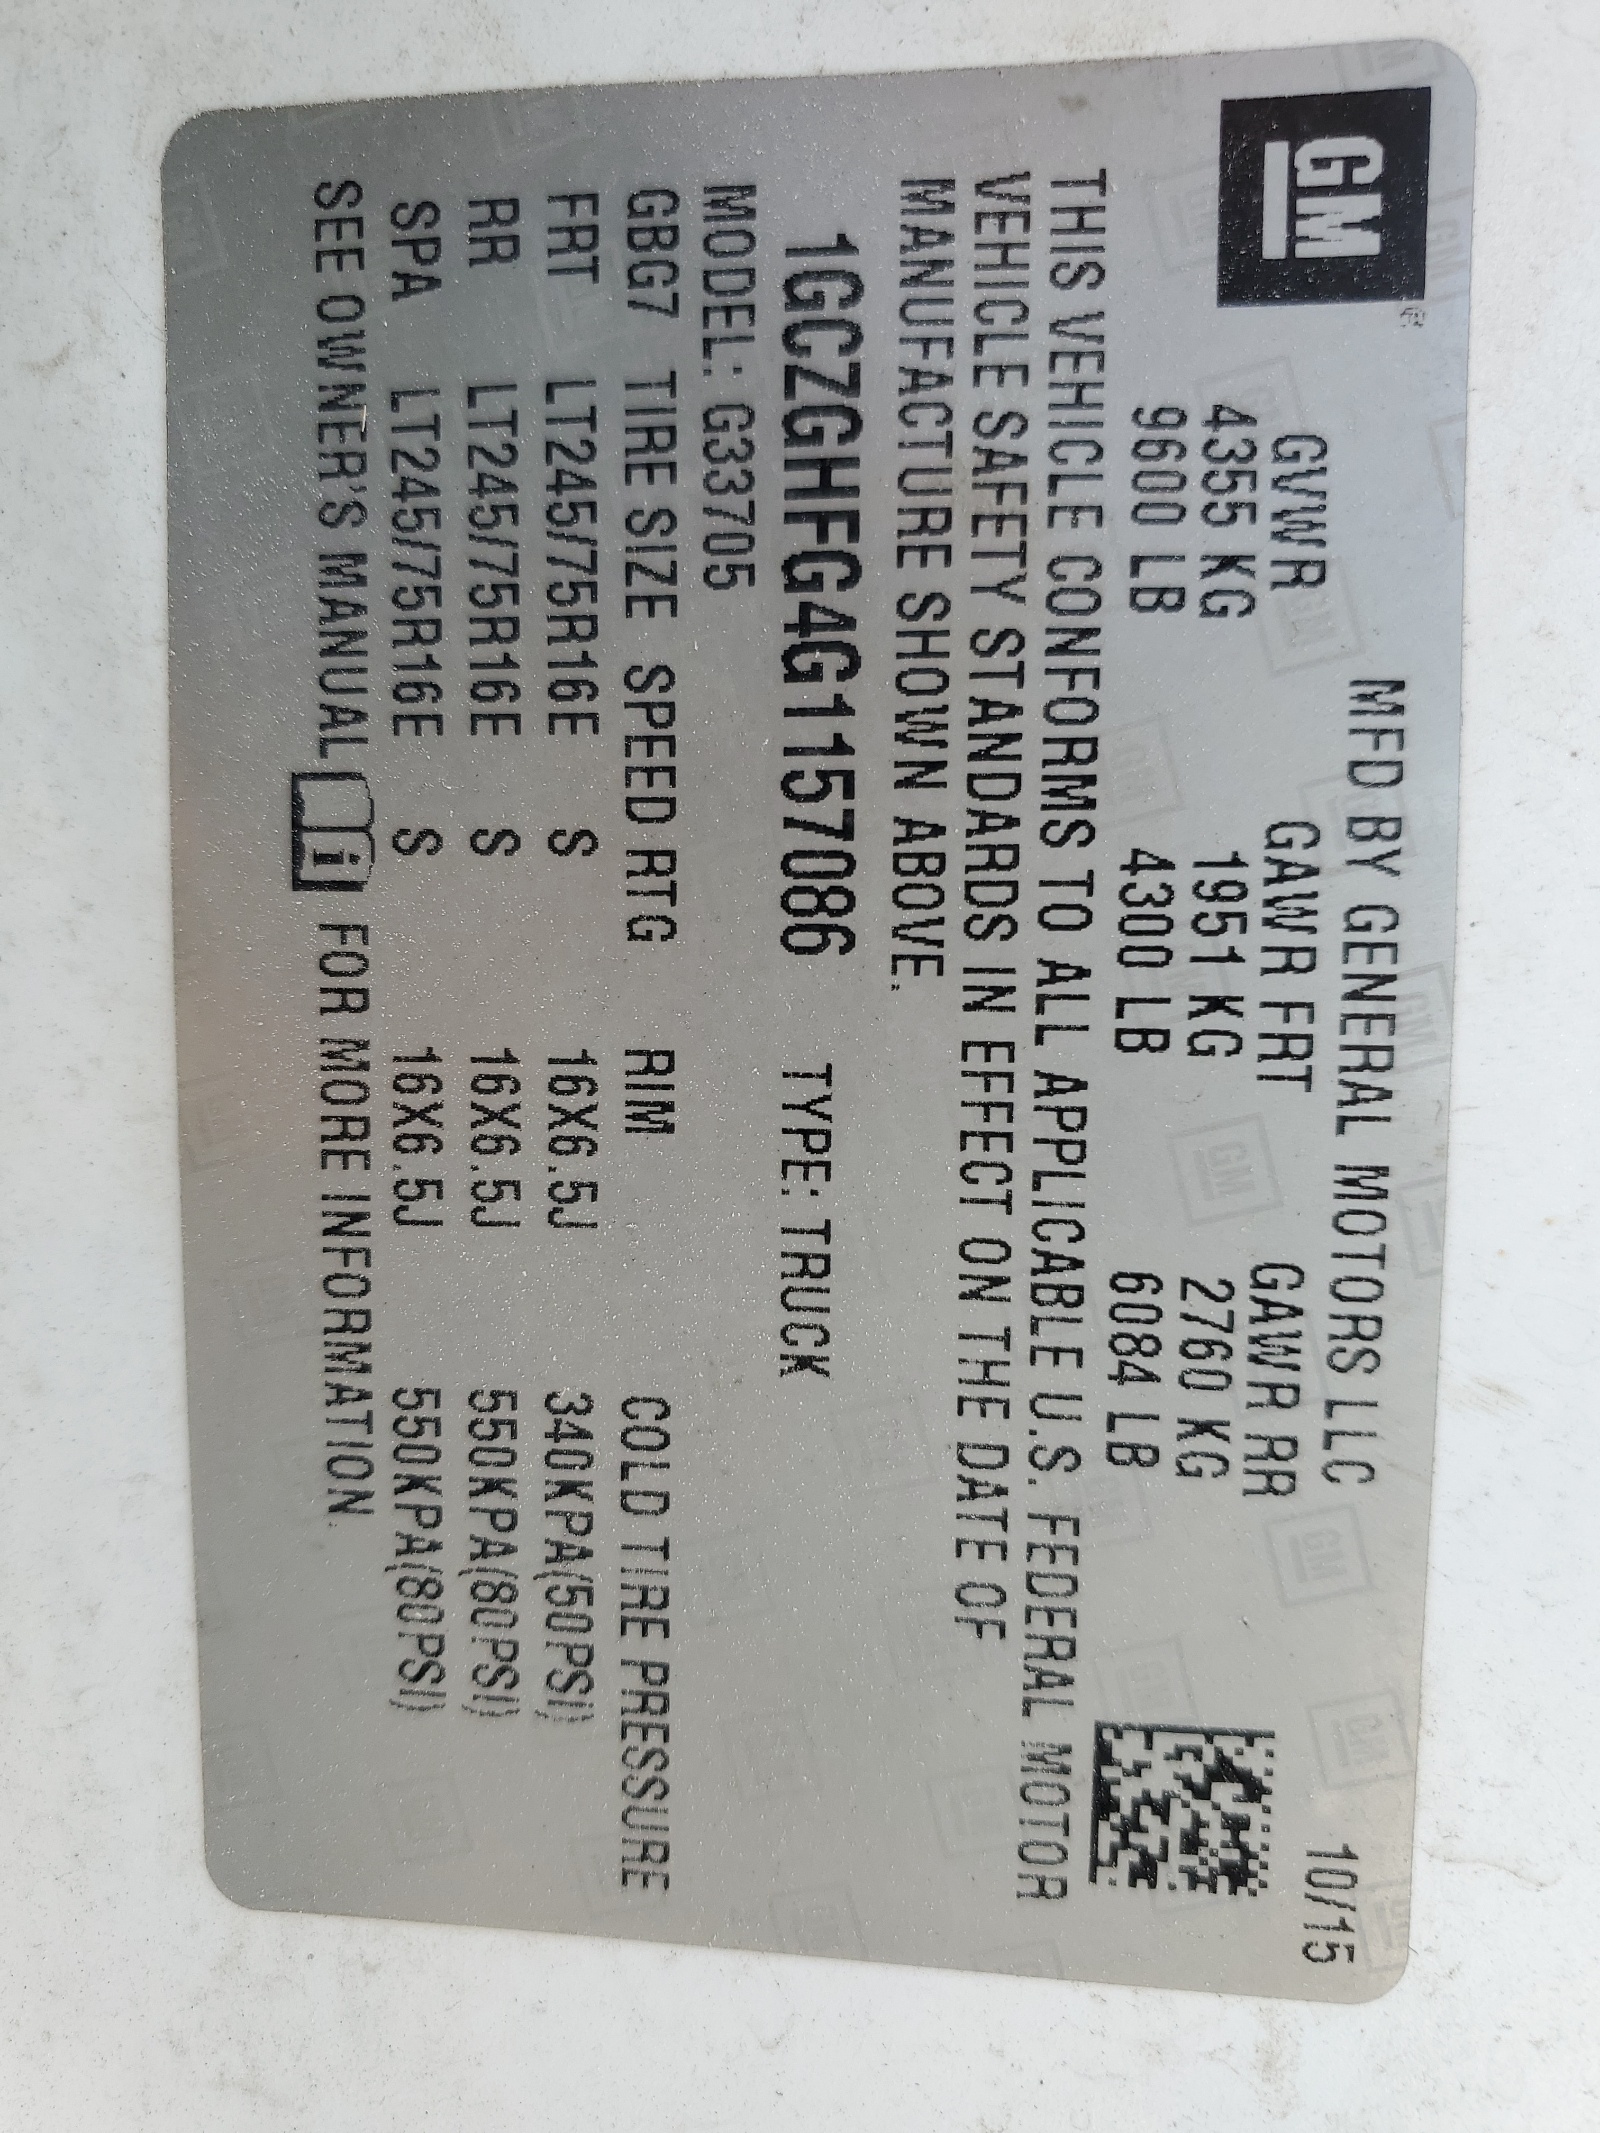 GM
MFD BY GENERAL MOTORS LLC 10/15
GVWR GAWR FRT GAWR RR
4355 KG 1951 KG 2760 KG
9600 LB 4300 LB 6084 LB
THIS VEHICLE CONFORMS TO ALL APPLICABLE U.S. FEDERAL MOTOR
VEHICLE SAFETY STANDARDS IN EFFECT ON THE DATE OF
MANUFACTURE SHOWN ABOVE.
1GCZGHFG4G1157086 TYPE: TRUCK
MODEL: G33705
GBG7 TIRE SIZE SPEED RTG RIM COLD TIRE PRESSURE
FRT LT245/75R16E S 16X6.5J 340KPA(50PSI)
RR LT245/75R16E S 16X6.5J 550KPA(80PSI)
SPA LT245/75R16E S 16X6.5J 550KPA(80PSI)
SEE OWNER'S MANUAL i FOR MORE INFORMATION.